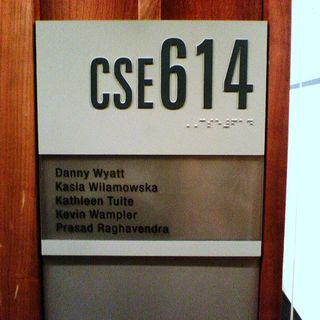 CSE614
Danny Wyatt
Kasia Wilamowska
Kathleen Tuite
Kevin Wampler
Prasad Raghavendra